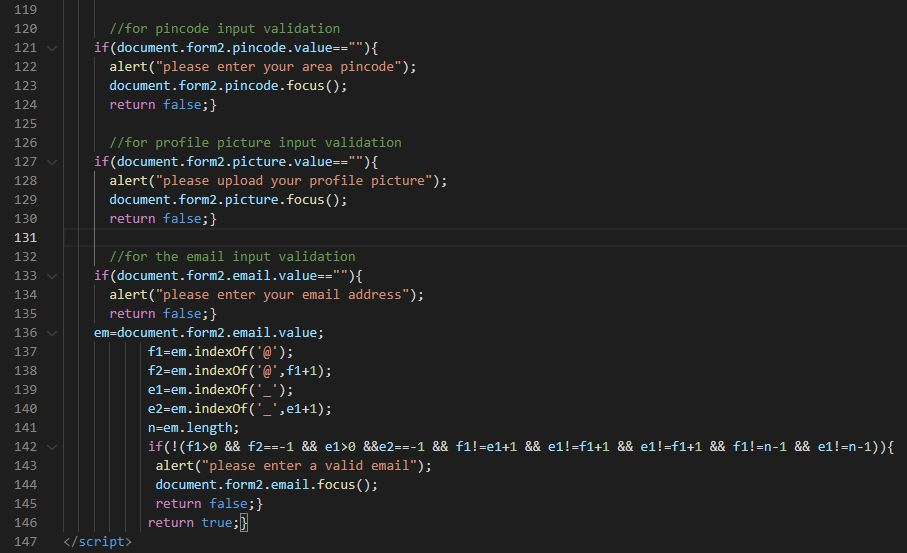 119
120 //for pincode input validation
121 if(document.form2.pincode.value==""){
122 alert("please enter your area pincode");
123 document.form2.pincode.focus();
124 return false;}
125
126 //for profile picture input validation
127 if(document.form2.picture.value==""){
128 alert("please upload your profile picture");
129 document.form2.picture.focus();
130 return false;}
131
132 //for the email input validation
133 if(document.form2.email.value==""){
134 alert("please enter your email address");
135 return false;}
136 em=document.form2.email.value;
137 f1=em.indexOf('@');
138 f2=em.indexOf('@',f1+1);
139 e1=em.indexOf('_');
140 e2=em.indexOf('_',e1+1);
141 n=em.length;
142 if(!(f1>0 && f2==-1 && e1>0 &&e2==-1 && f1!=e1+1 && e1!=f1+1 && e1!=f1+1 && f1!=n-1 && e1!=n-1)){
143 alert("please enter a valid email");
144 document.form2.email.focus();
145 return false;}
146 return true;}
147 </script>